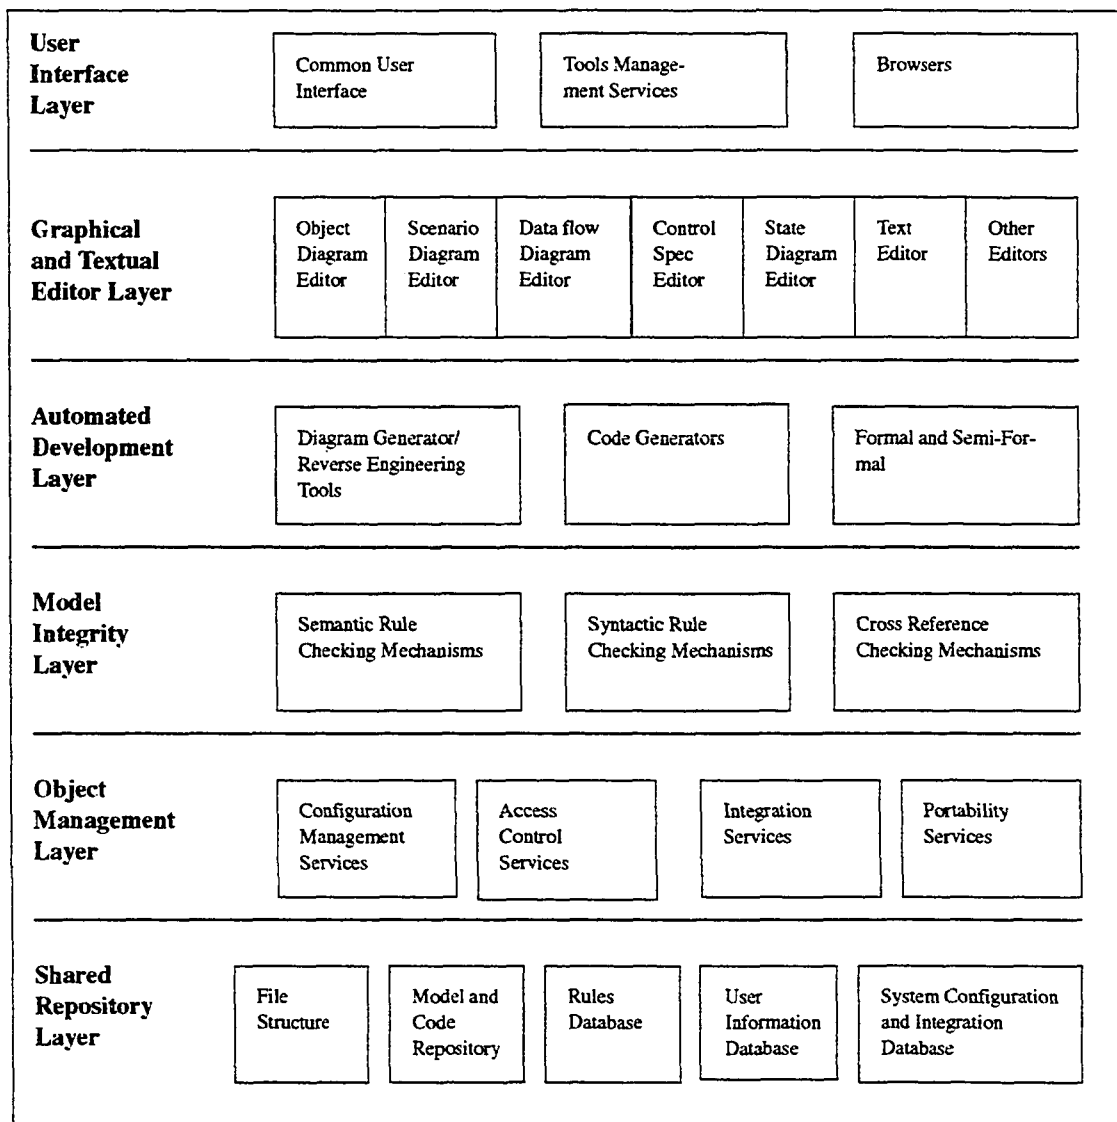 User
Interface
Layer
Common User
Interface
Tools Manage-
ment Services
Browsers
Graphical
and Textual
Editor Layer
Object
Diagram
Editor
Scenario
Diagram
Editor
Data flow
Diagram
Editor
Control
Spec
Editor
State
Diagram
Editor
Text
Editor
Other
Editors
Automated
Development
Layer
Diagram Generator/
Reverse Engineering
Tools
Code Generators
Formal and Semi-For-
mal
Model
Integrity
Layer
Semantic Rule
Checking Mechanisms
Syntactic Rule
Checking Mechanisms
Cross Reference
Checking Mechanisms
Object
Management
Layer
Configuration
Management
Services
Access
Control
Services
Integration
Services
Portability
Services
Shared
Repository
Layer
File
Structure
Model and
Code
Repository
Rules
Database
User
Information
Database
System Configuration
and Integration
Database